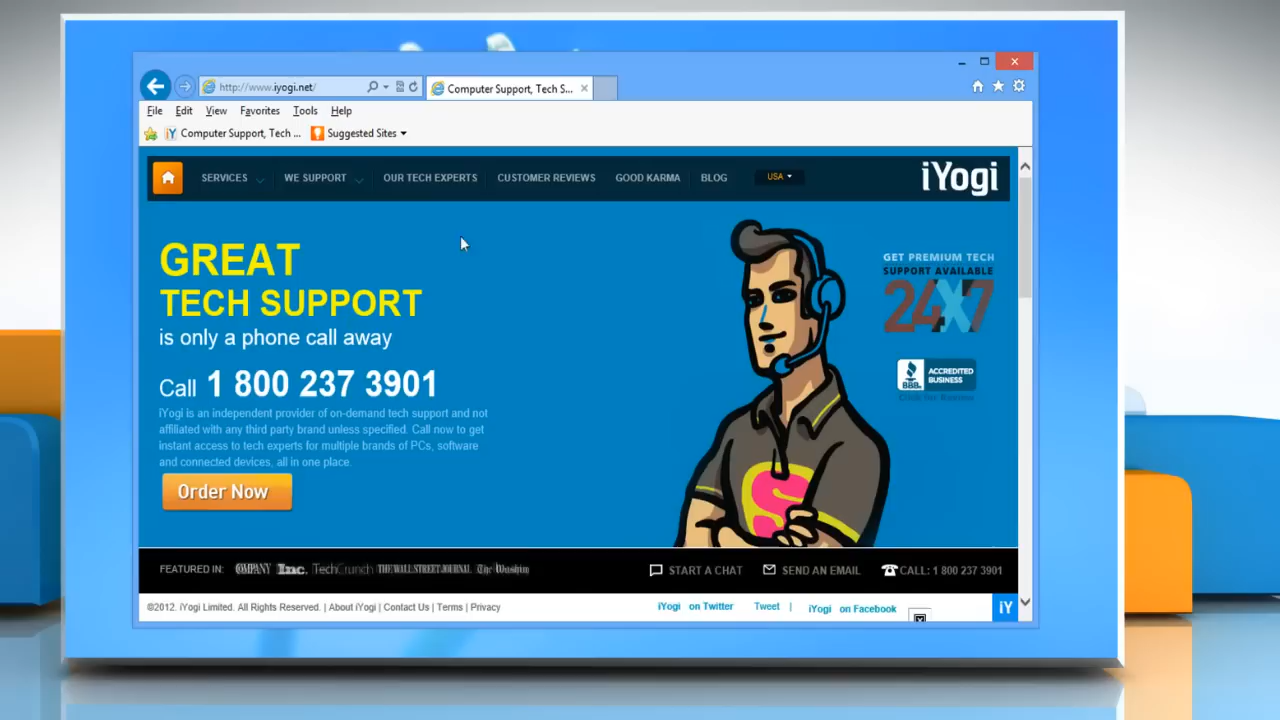 http://www.iyogi.net/
Computer Support, Tech S...
File Edit View Favorites Tools Help
Computer Support, Tech ... Suggested Sites
SERVICES WE SUPPORT OUR TECH EXPERTS CUSTOMER REVIEWS GOOD KARMA BLOG USA iYogi
GREAT
TECH SUPPORT
is only a phone call away
Call 1 800 237 3901
iYogi is an independent provider of on-demand tech support and not
affiliated with any third party brand unless specified. Call now to get
instant access to tech experts for multiple brands of PCs, software
and connected devices, all in one place.
Order Now
GET PREMIUM TECH
SUPPORT AVAILABLE
24X7
BBB ACCREDITED
BUSINESS
Click for Review
S
FEATURED IN: COMPANY Inc. TechCrunch THE WALL STREET JOURNAL. START A CHAT SEND AN EMAIL CALL: 1 800 237 3901
©2012. iYogi Limited. All Rights Reserved. | About iYogi | Contact Us | Terms | Privacy
iYogi on Twitter Tweet | iYogi on Facebook iY